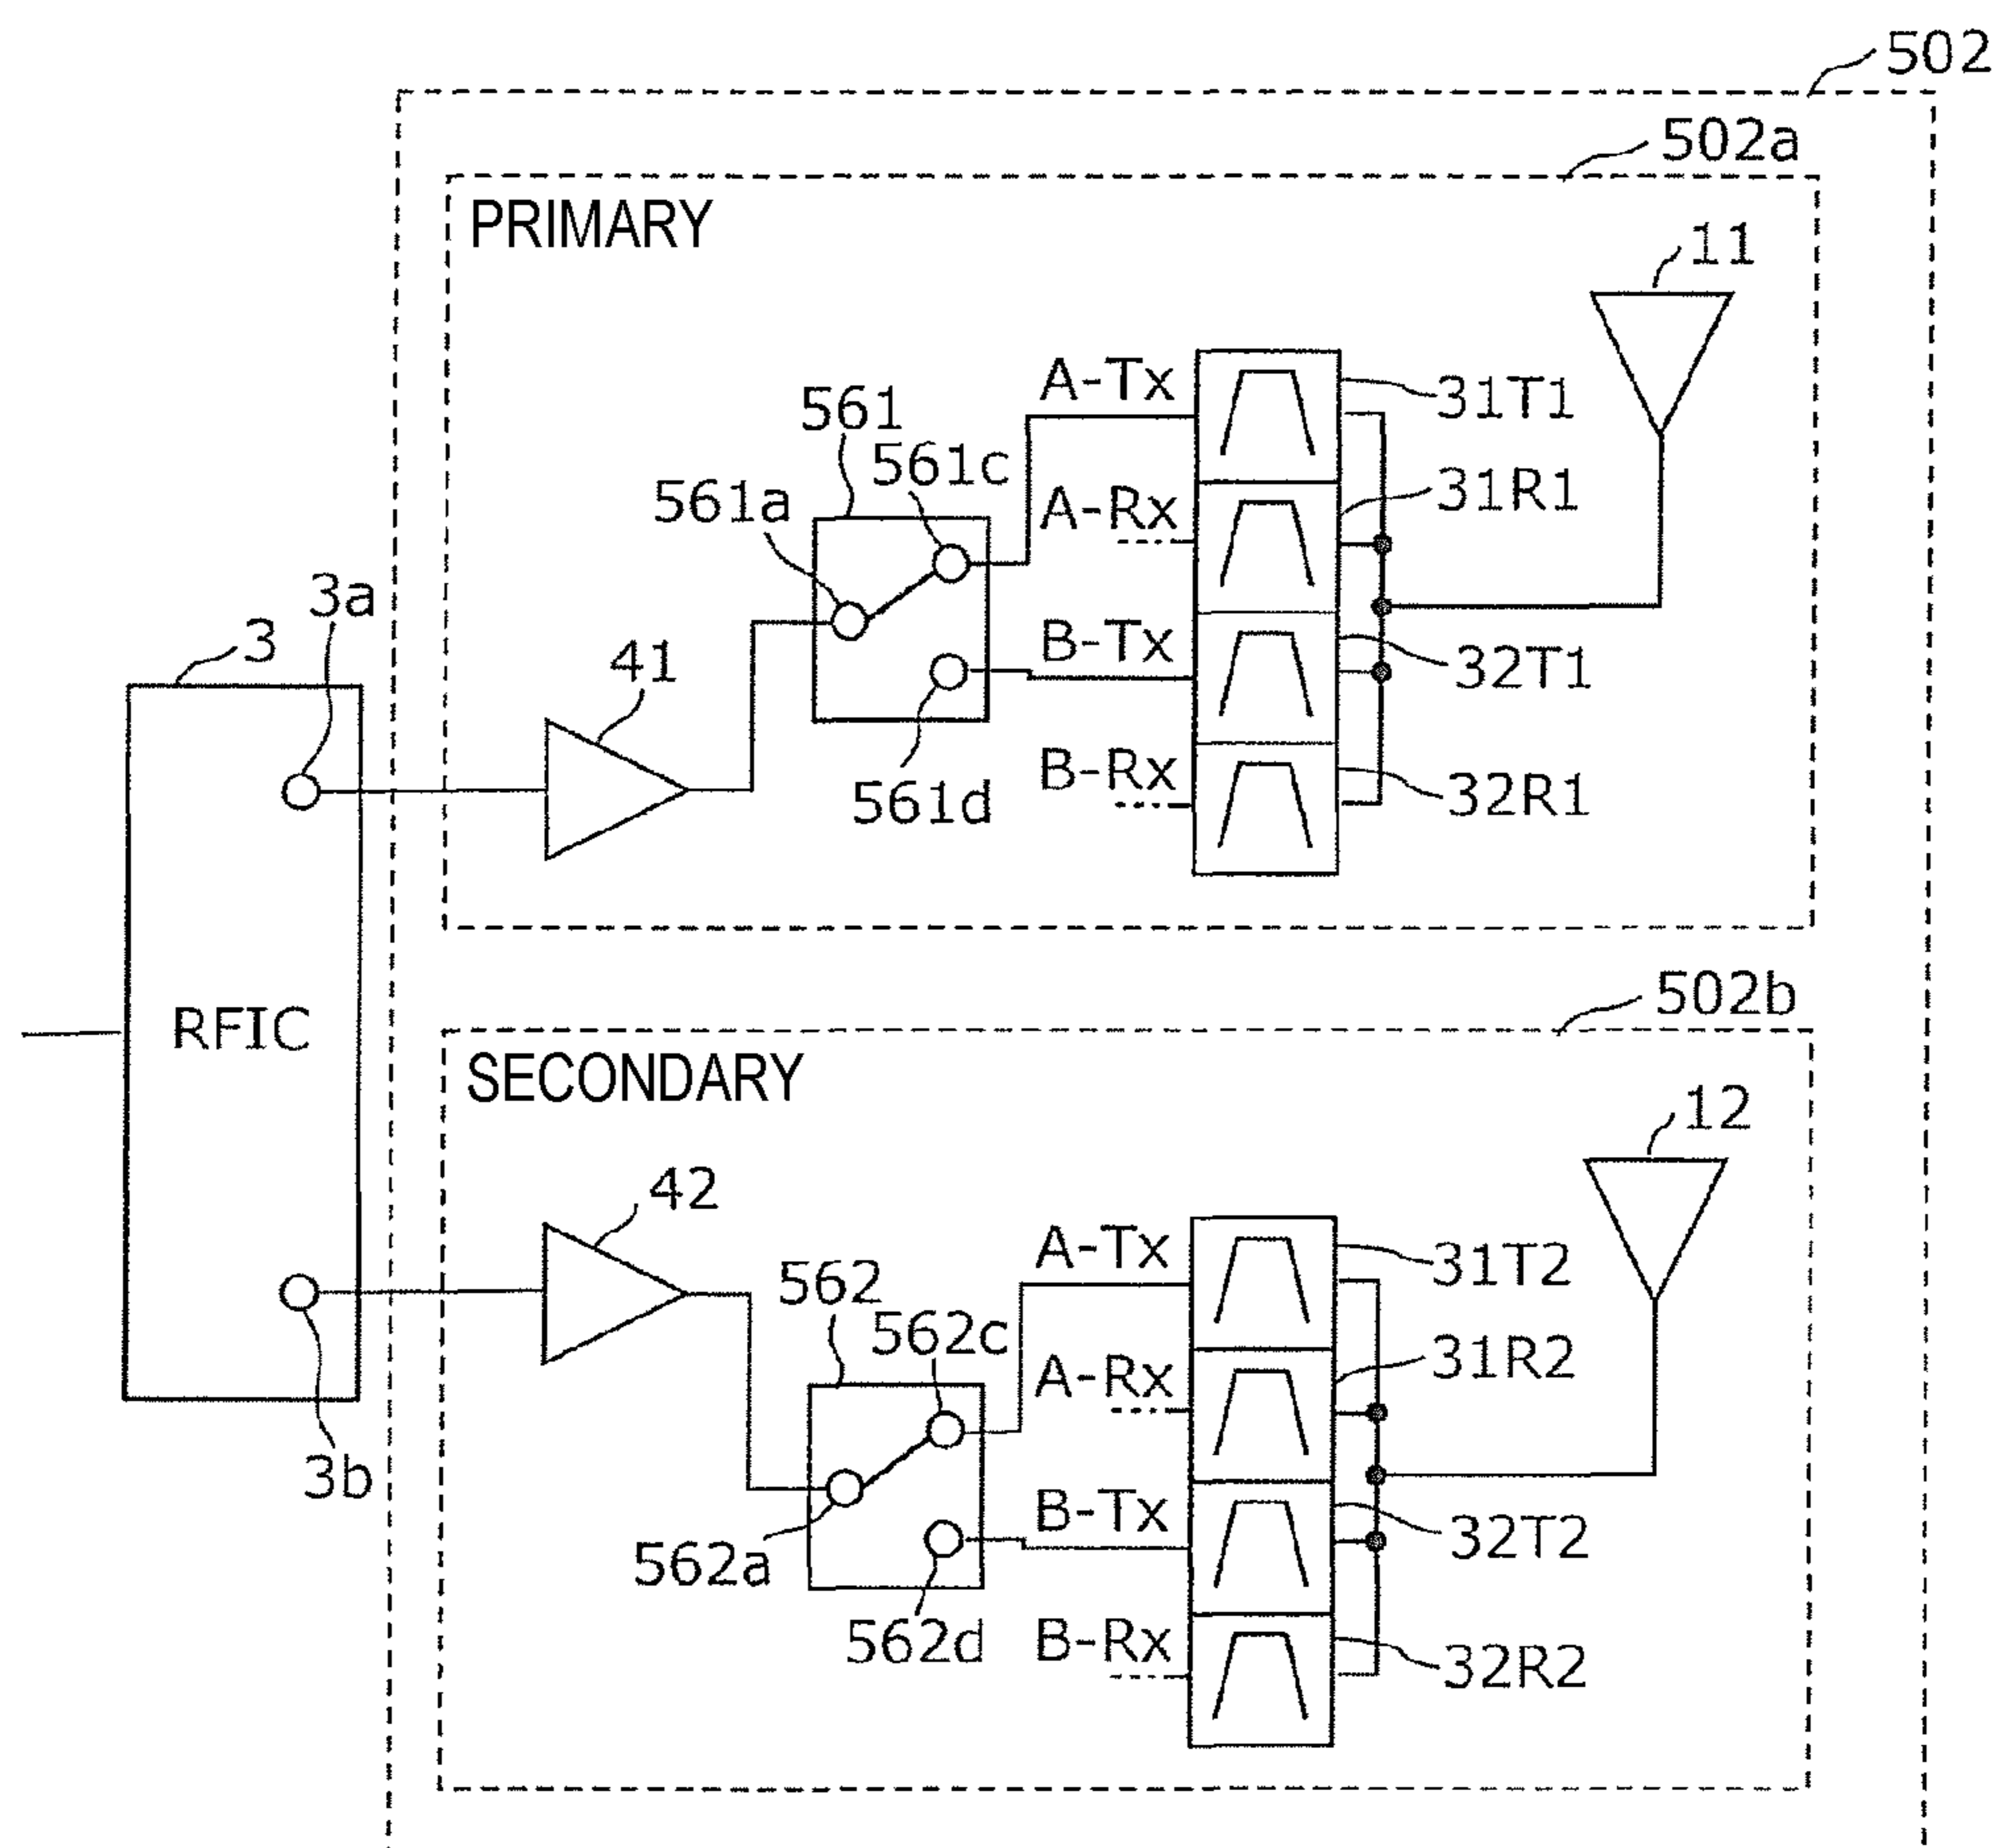 502
502a
PRIMARY
11
A-Tx
31T1
561
561c
31R1
561a
A-Rx
3a
3
41
B-Tx
32T1
561d
B-Rx
32R1
502b
RFIC
SECONDARY
12
42
A-Tx
31T2
562
562c
31R2
A-Rx
3b
B-Tx
32T2
562a
562d
B-Rx
32R2